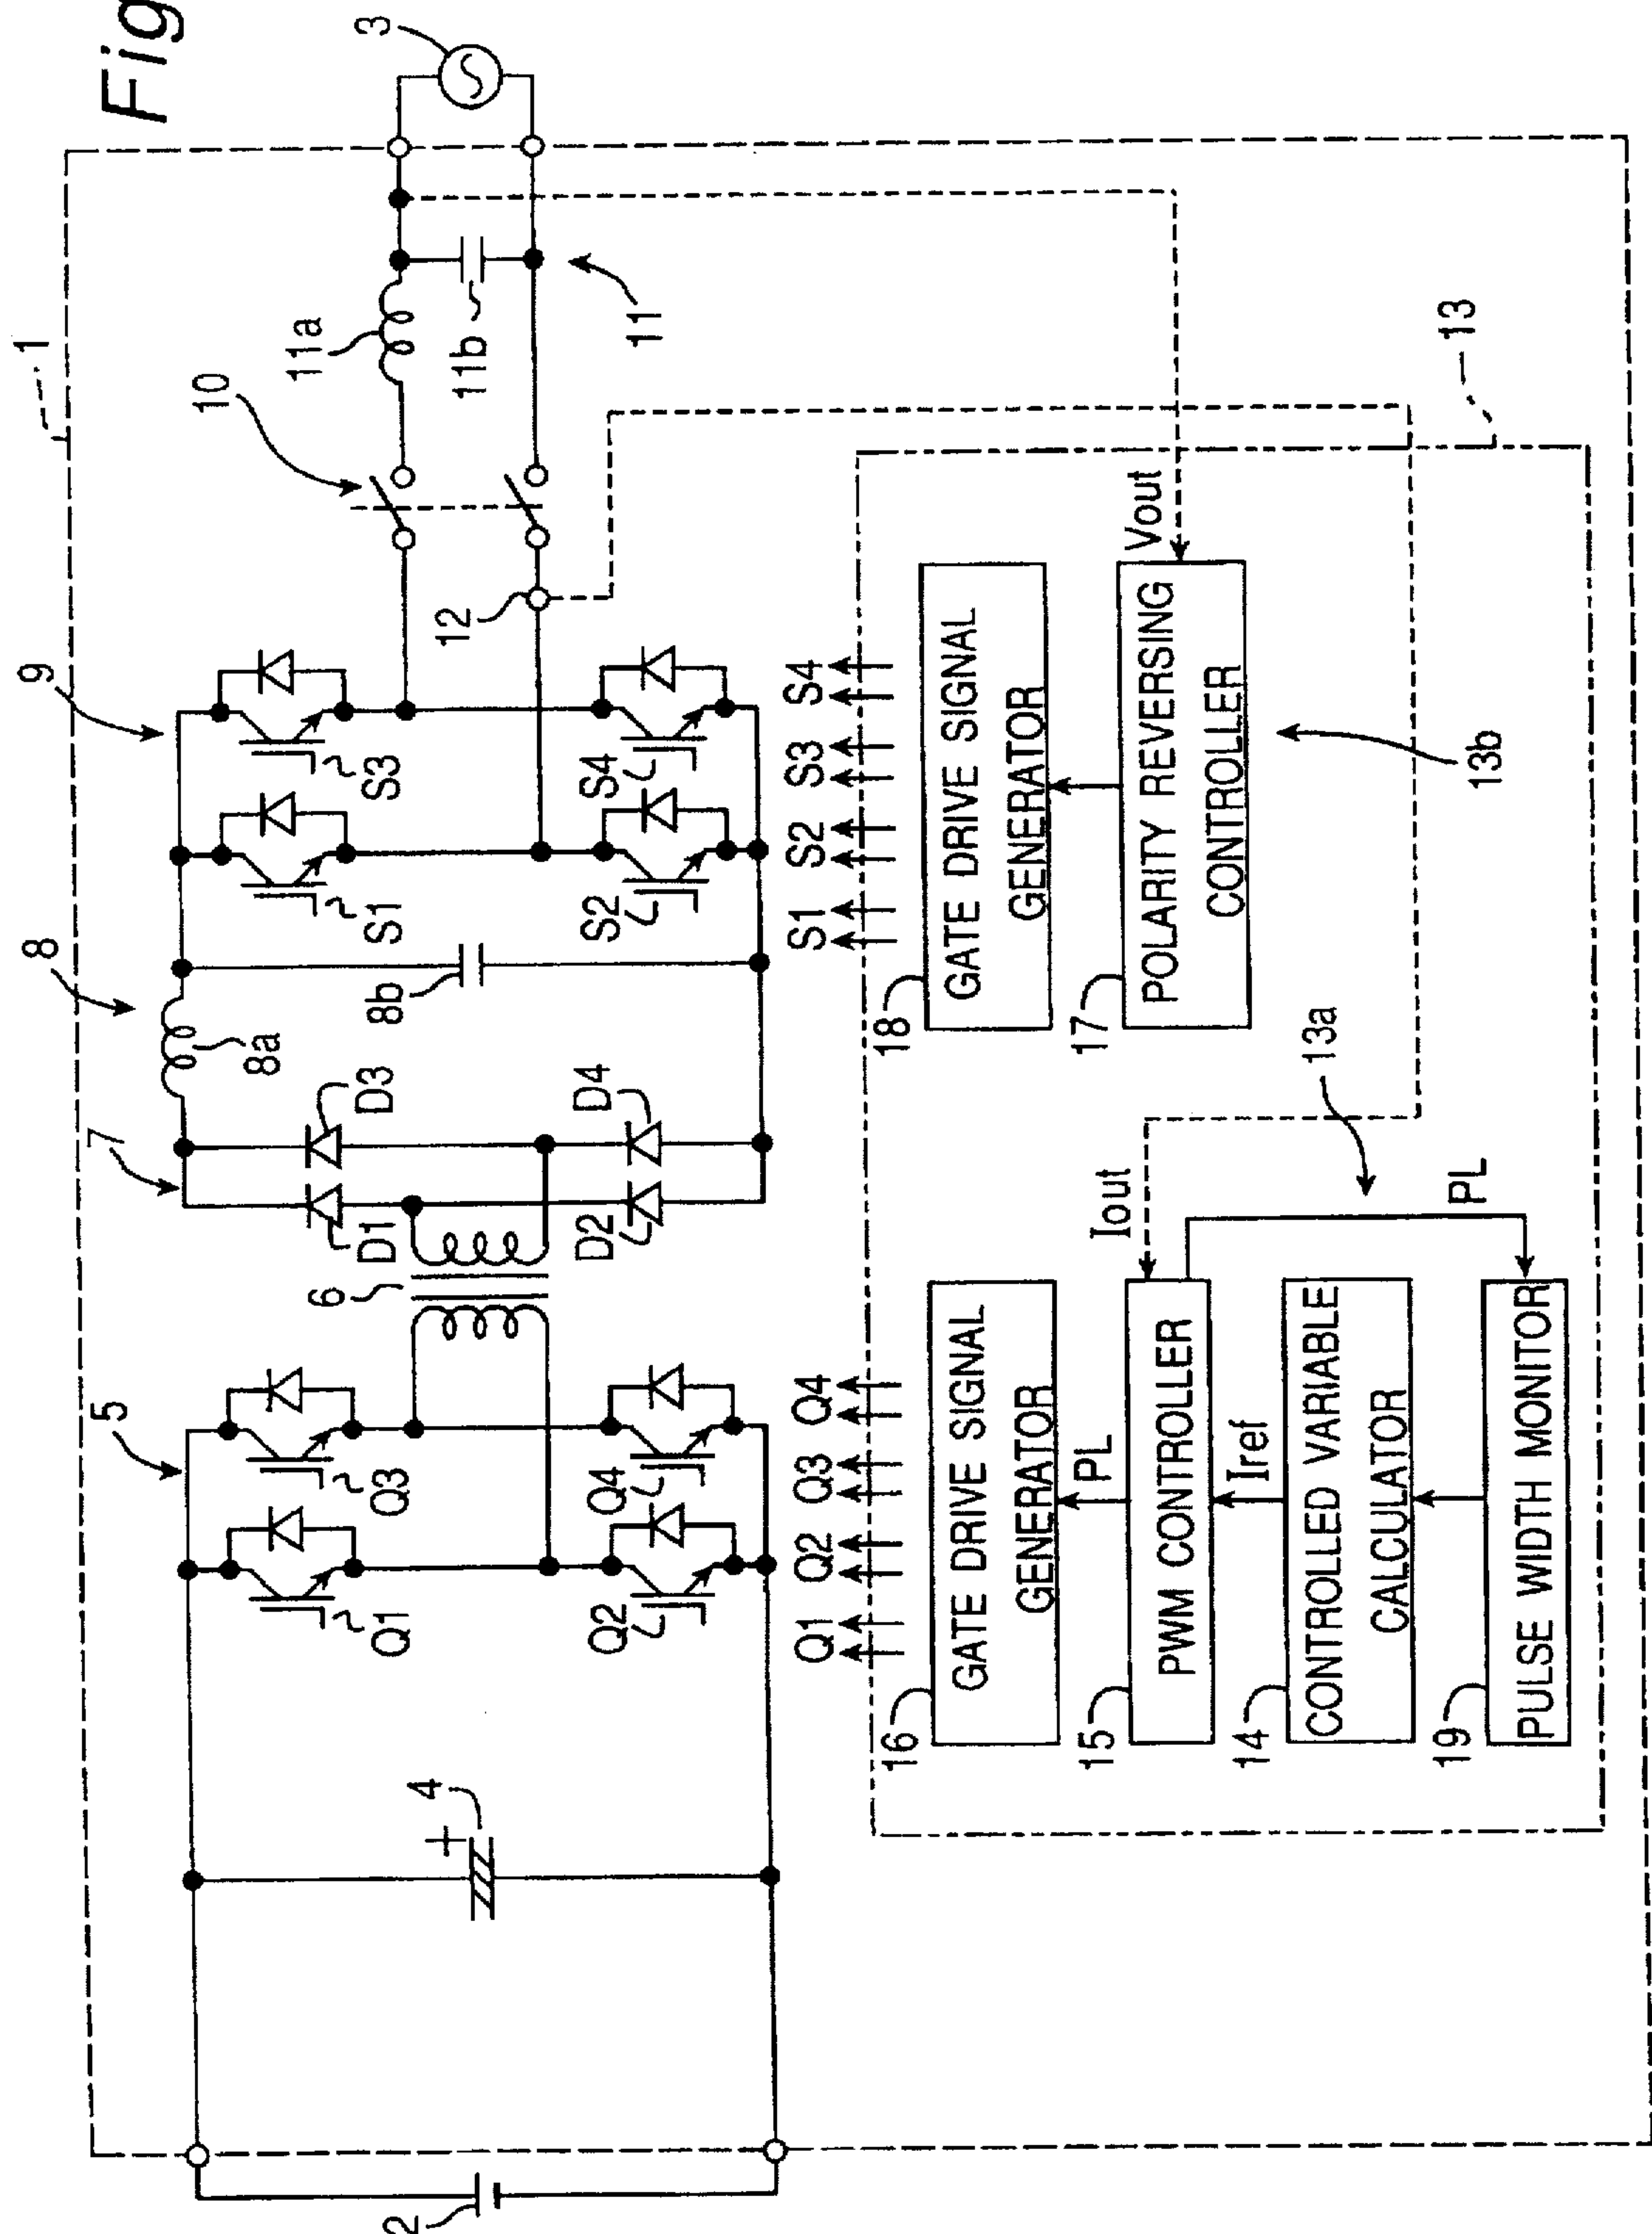 Fig
1
3
11a
11b
11
10
12
9
S3
S1
S4
S2
8
8a
8b
7
D3
D1
D4
D2
6
5
Q3
Q1
Q4
Q2
4
2
13
S1 S2 S3 S4
18
GATE DRIVE SIGNAL
GENERATOR
Vout
17
POLARITY REVERSING
CONTROLLER
13b
Q1 Q2 Q3 Q4
16
GATE DRIVE SIGNAL
GENERATOR
PL
Iout
15
PWM CONTROLLER
Iref
13a
14
CONTROLLED VARIABLE
CALCULATOR
PL
19
PULSE WIDTH MONITOR